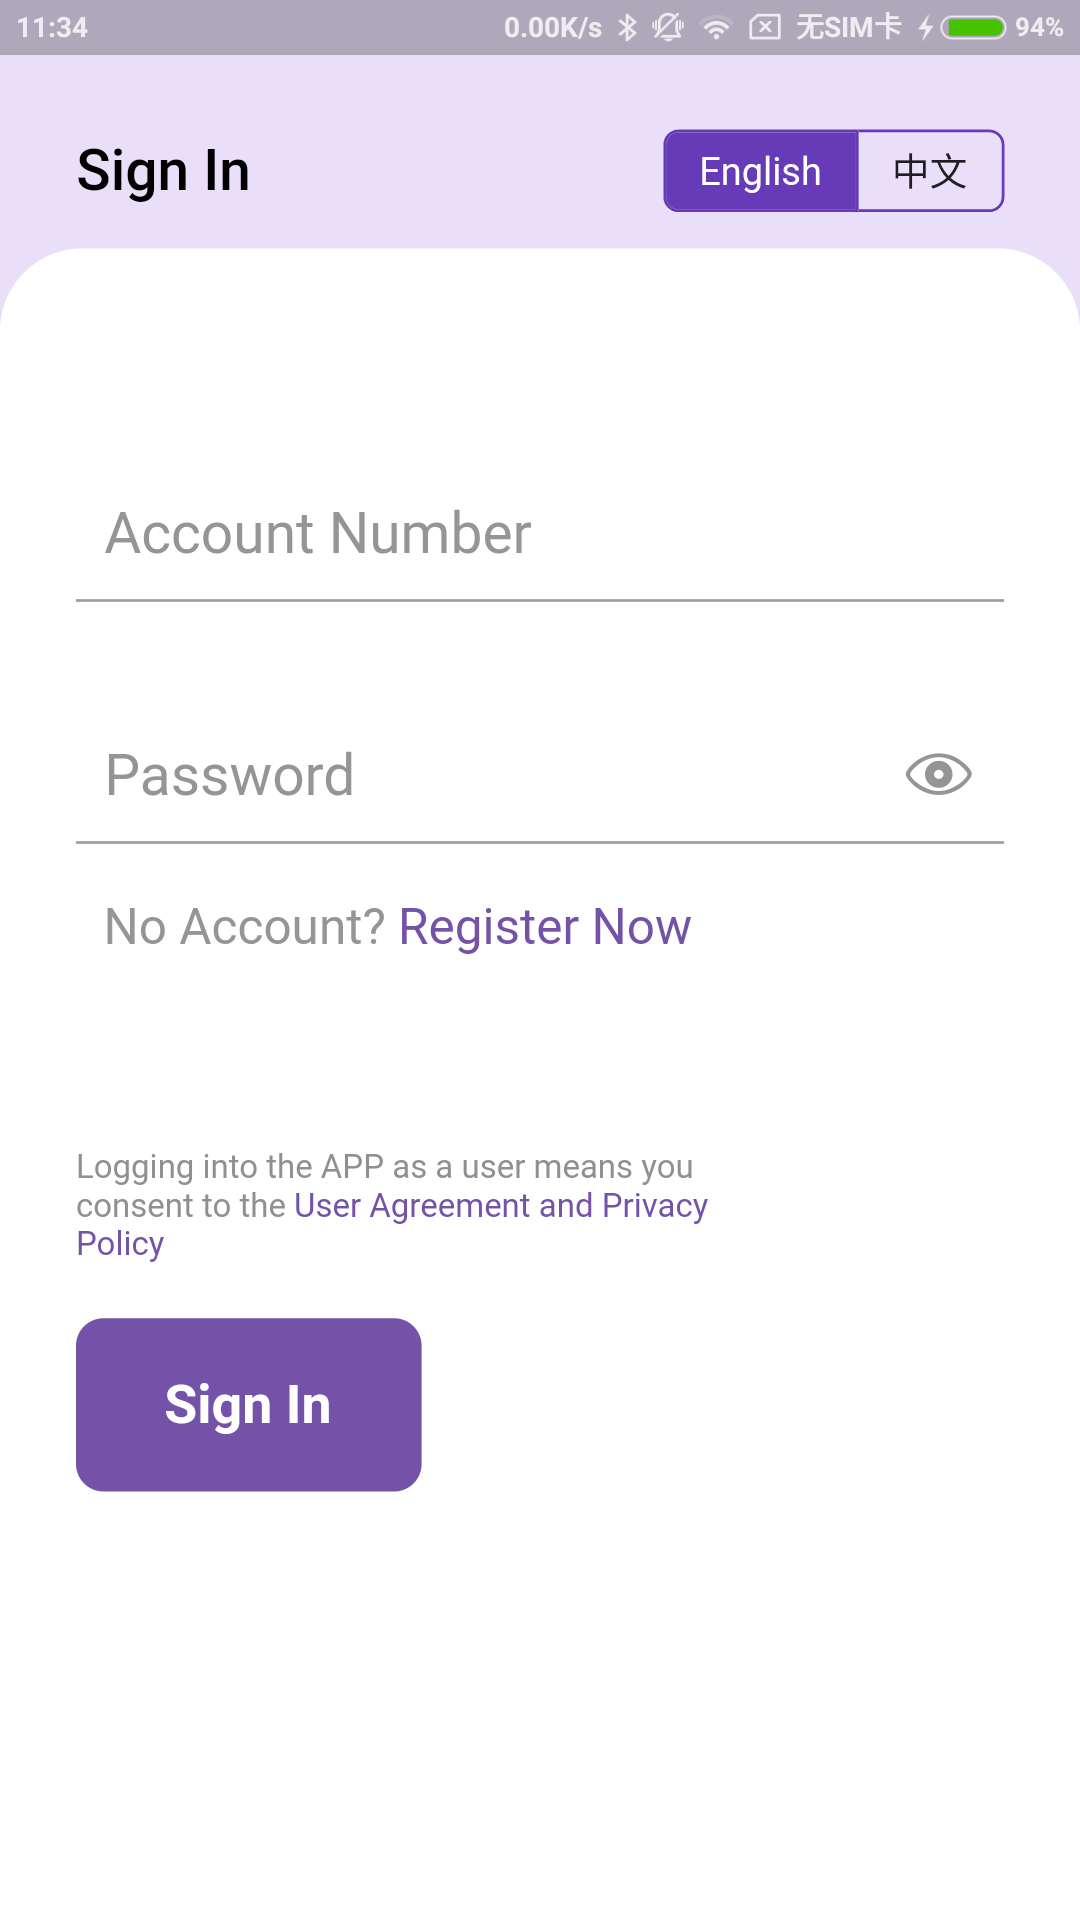 11:34 0.00K/s 无SIM卡 94%
Sign In English 中文
Account Number
Password
No Account? Register Now
Logging into the APP as a user means you
consent to the User Agreement and Privacy
Policy
Sign In